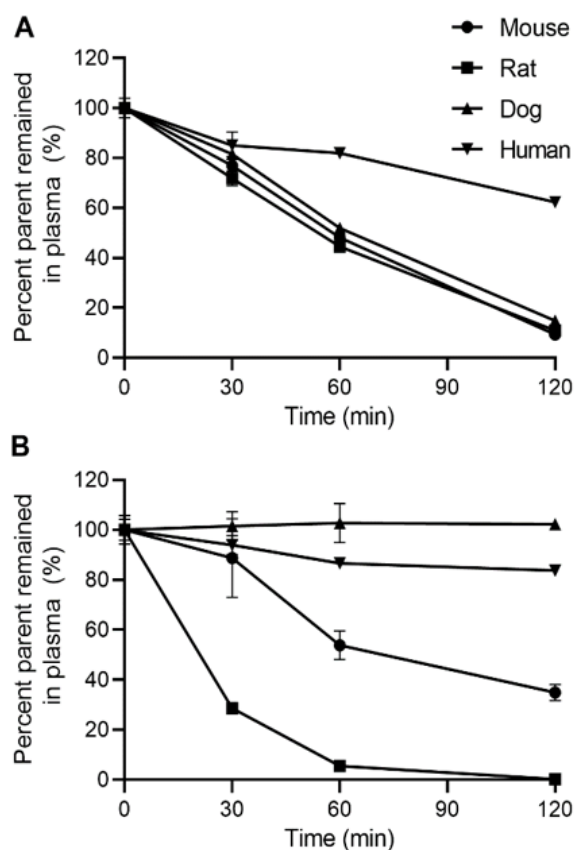 A
Mouse
Rat
Dog
Human
Percent parent remained
in plasma (%)
120
100
80
60
40
20
0
0 30 60 90 120
Time (min)
B
Percent parent remained
in plasma (%)
120
100
80
60
40
20
0
0 30 60 90 120
Time (min)